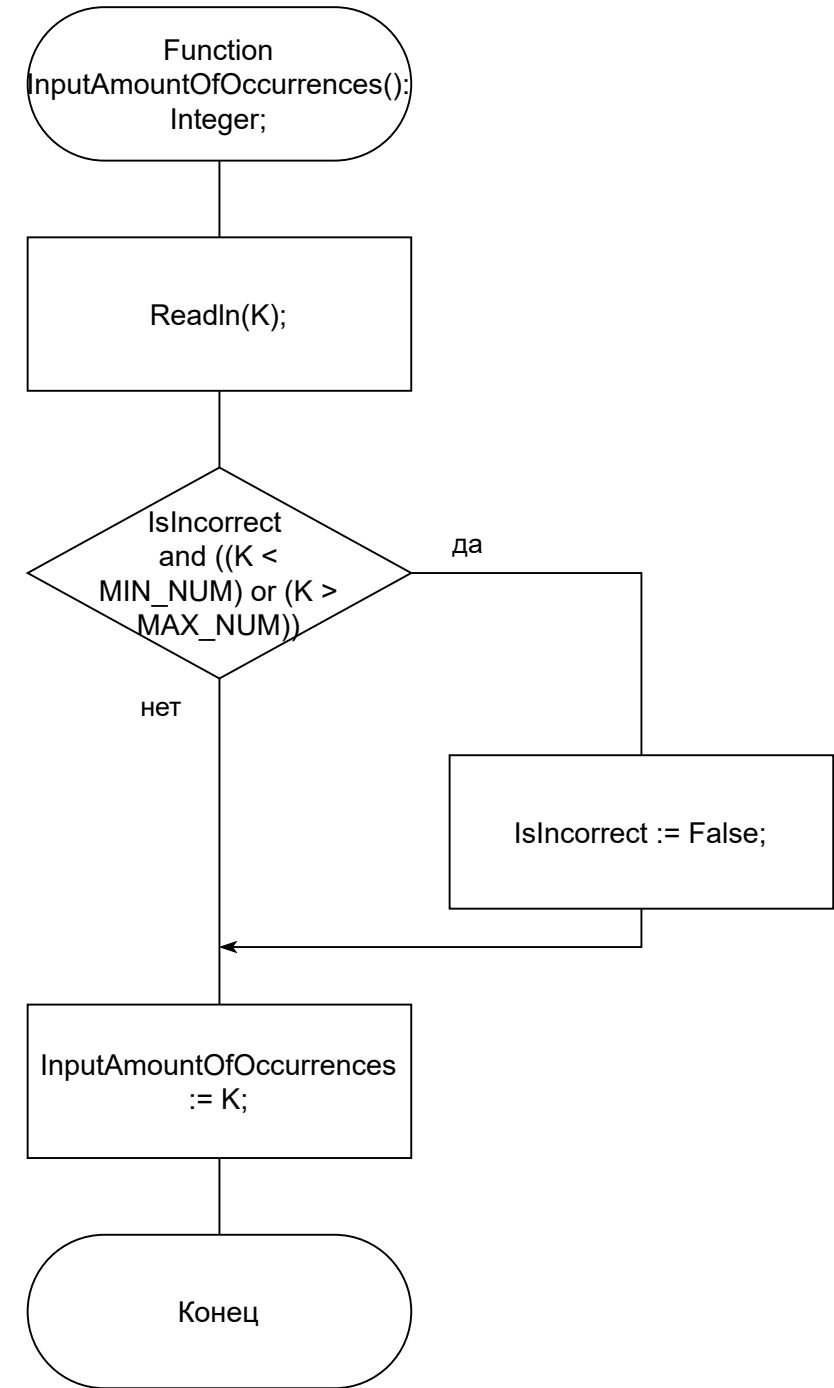 Function
InputAmountOfOccurrences():
Integer;
Readln(K);
IsIncorrect
and ((K <
MIN_NUM) or (K >
MAX_NUM))
да
нет
IsIncorrect := False;
InputAmountOfOccurrences
:= K;
Конец